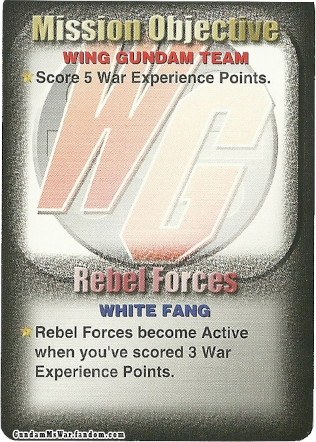 Mission Objective
WING GUNDAM TEAM
Score 5 War Experience Points.
WG
Rebel Forces
WHITE FANG
Rebel Forces become Active
when you've scored 3 War
Experience Points.
GundamMsWar.fandom.com